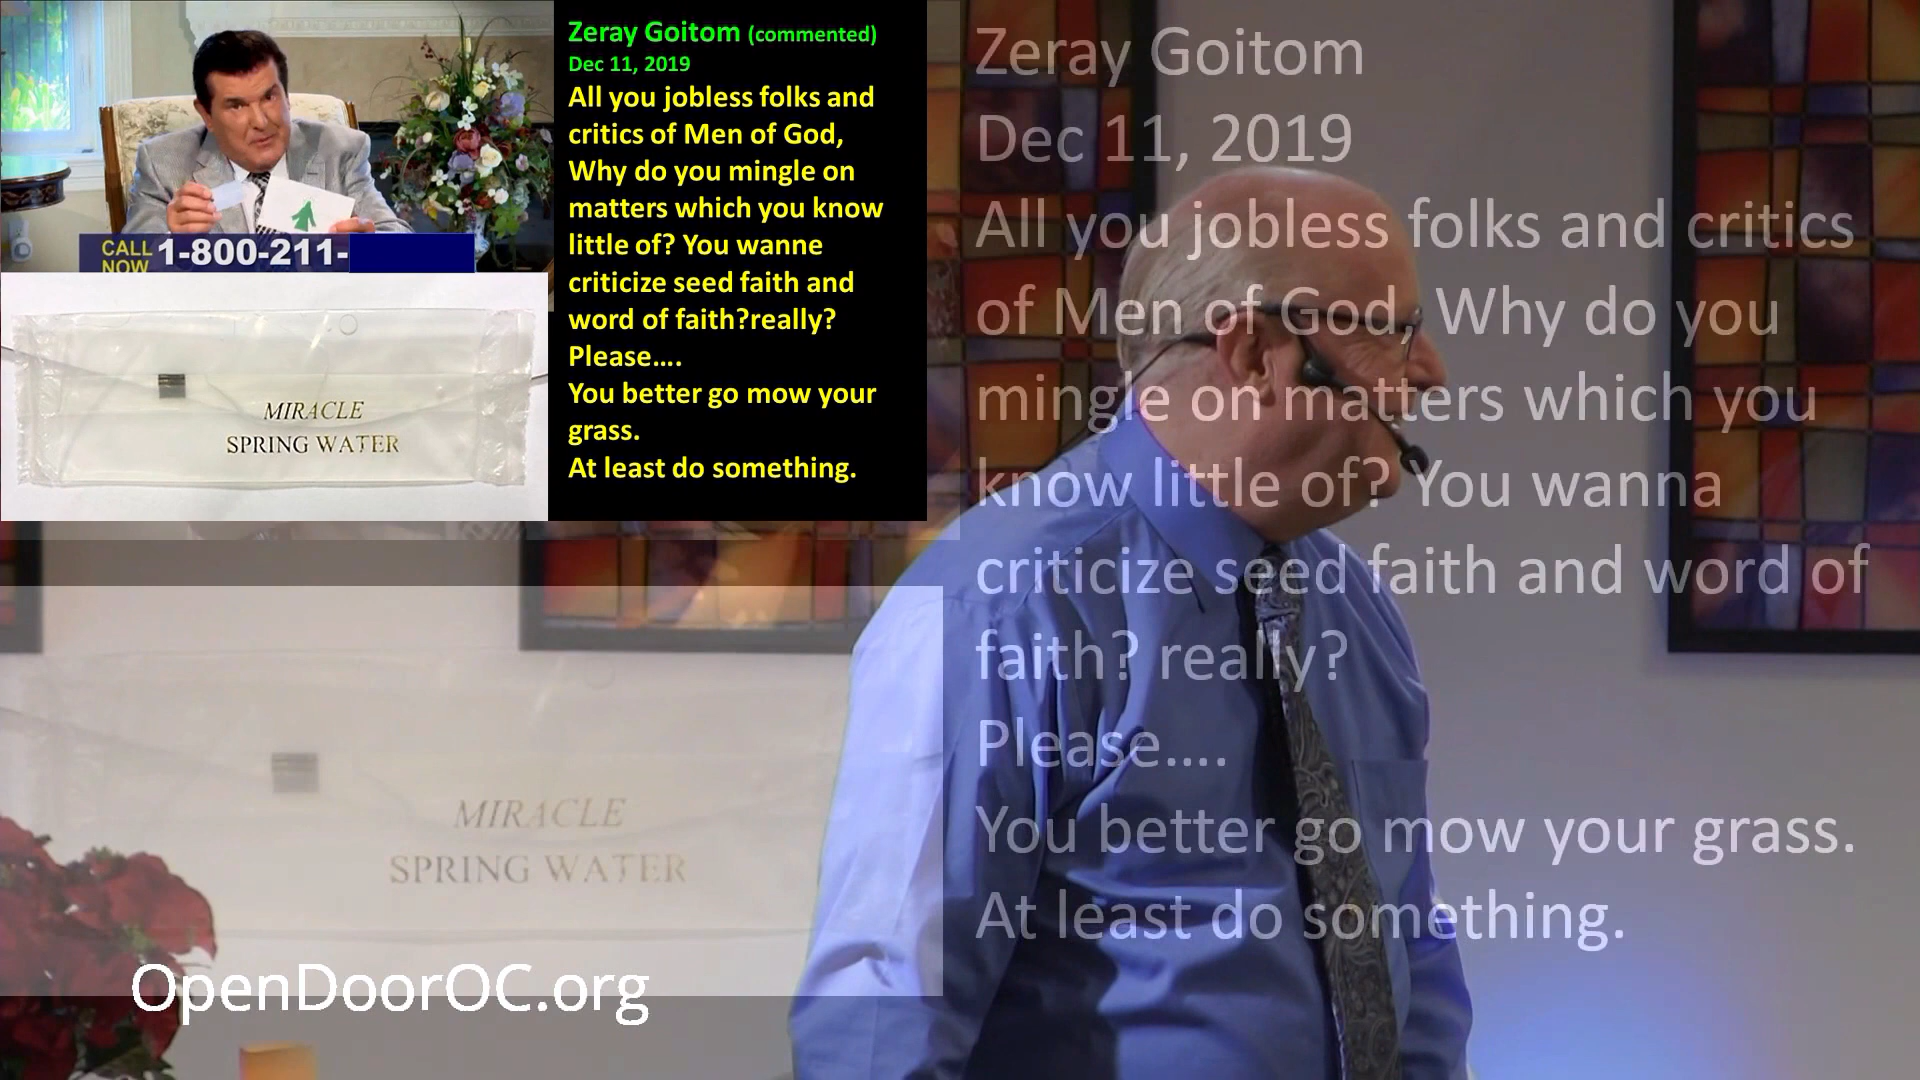 Zeray Goitom (commented)
Dec 11, 2019
All you jobless folks and
critics of Men of God,
Why do you mingle on
matters which you know
little of? You wanne
criticize seed faith and
word of faith?really?
Please....
You better go mow your
grass.
At least do something.
CALL
NOW
1-800-211-
MIRACLE
SPRING WATER
Zeray Goitom
Dec 11, 2019
All you jobless folks and critics
of Men of God, Why do you
mingle on matters which you
know little of? You wanna
criticize seed faith and word of
faith? really?
Please....
You better go mow your grass.
At least do something.
MIRACLE
SPRING WATER
OpenDoorOC.org